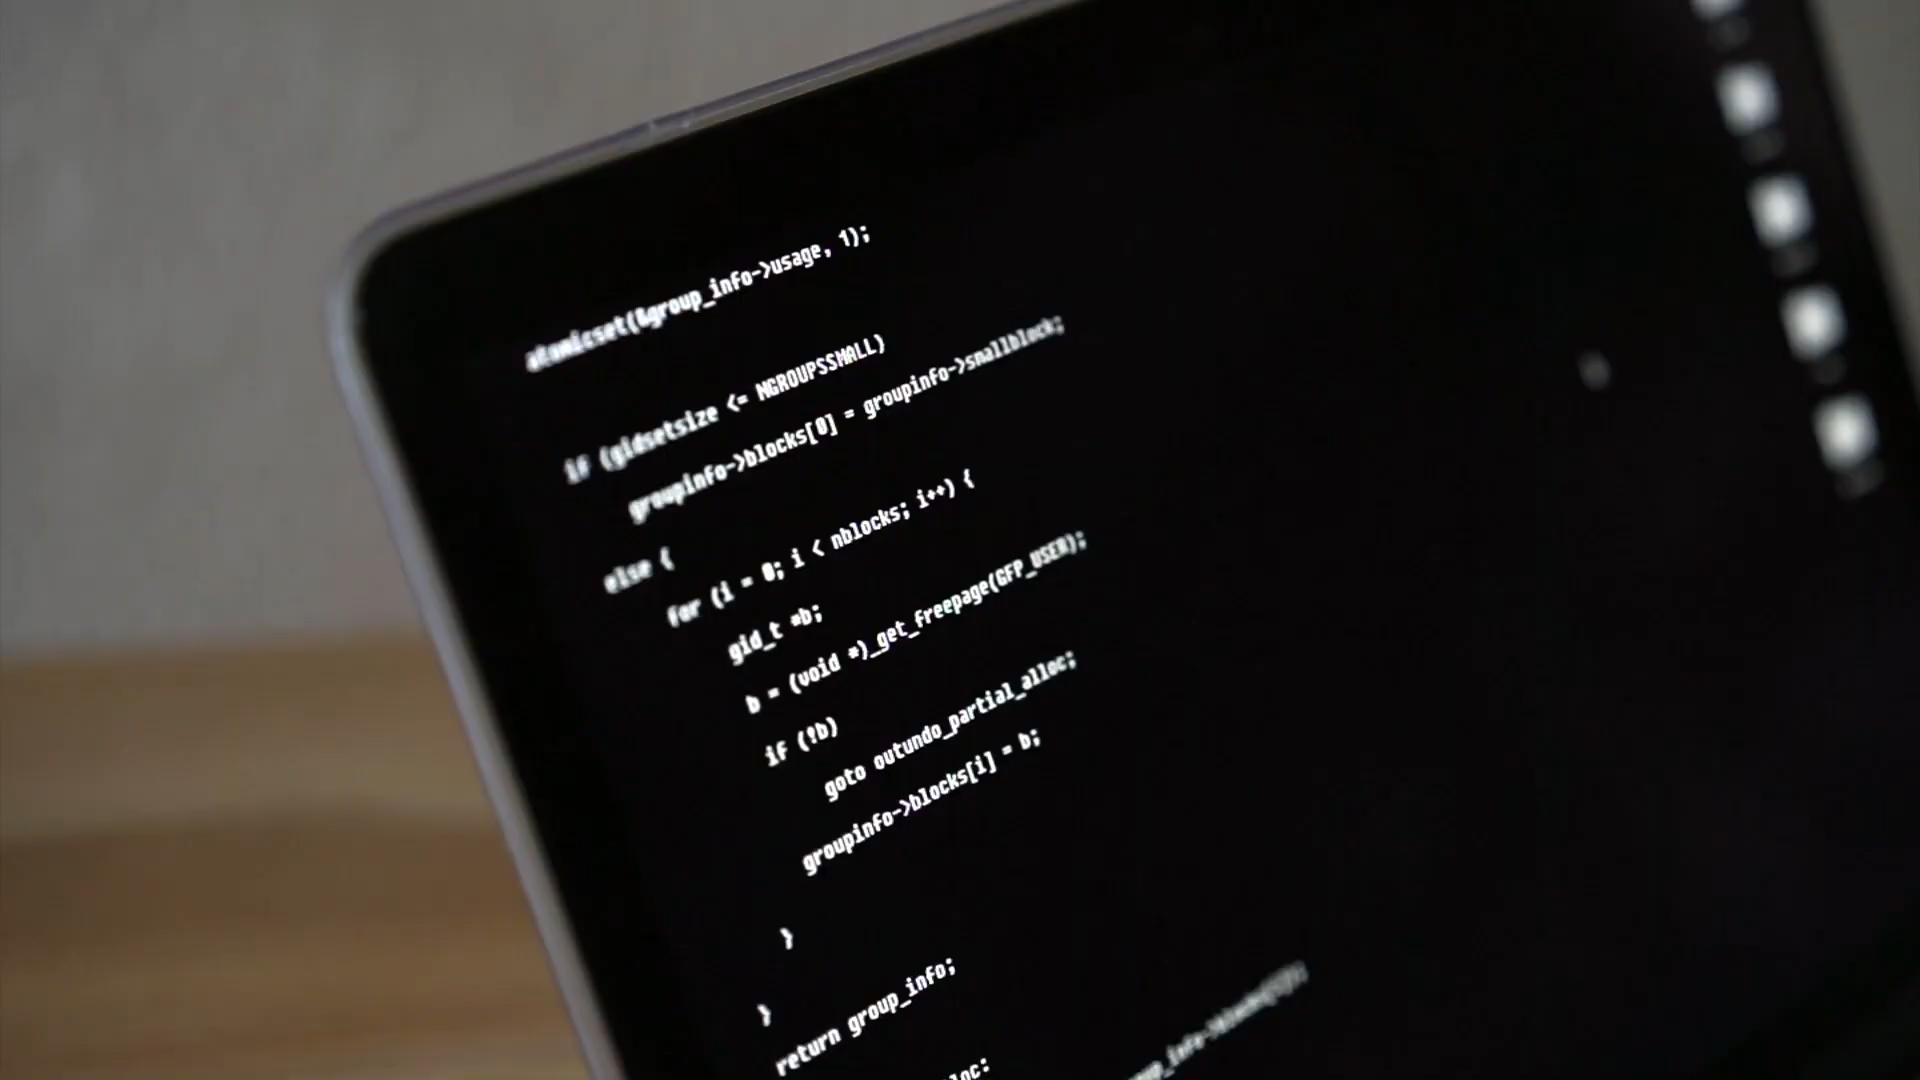 atomicset(&group_info->usage, 1);
if (gidsetsize <= NGROUPSSMALL)
groupinfo->blocks[0] = groupinfo->smallblock;
else {
for (i = 0; i < nblocks; i++) {
gid_t *b;
b = (void *)_get_freepage(GFP_USER);
if (!b)
goto outundo_partial_alloc;
groupinfo->blocks[i] = b;
}
}
return group_info;